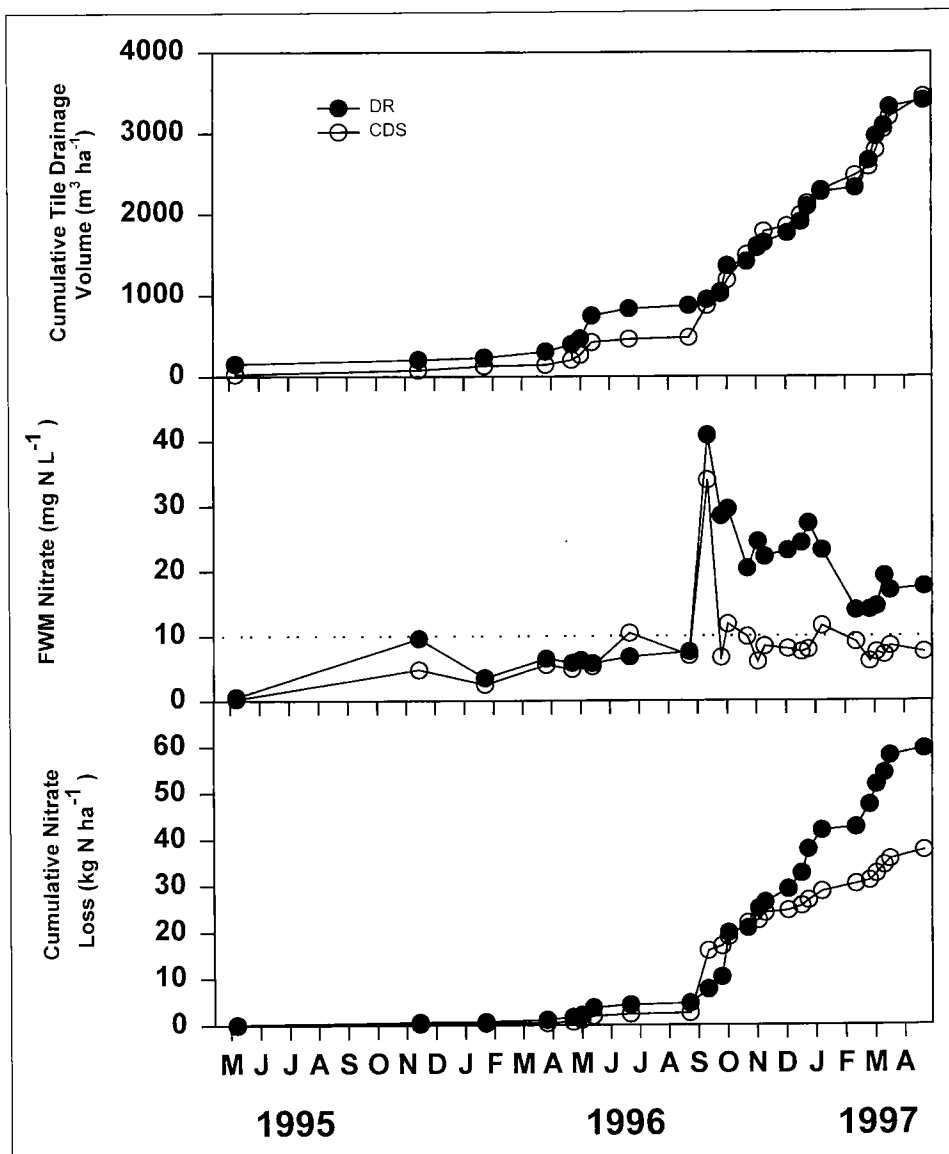 4000
3000
2000
1000
0
Cumulative Tile Drainage
Volume (m³ ha⁻¹)
DR
CDS
40
30
20
10
0
FWM Nitrate (mg N L⁻¹)
60
50
40
30
20
10
0
Cumulative Nitrate
Loss (kg N ha⁻¹)
M J J A S O N D J F M A M J J A S O N D J F M A
1995 1996 1997